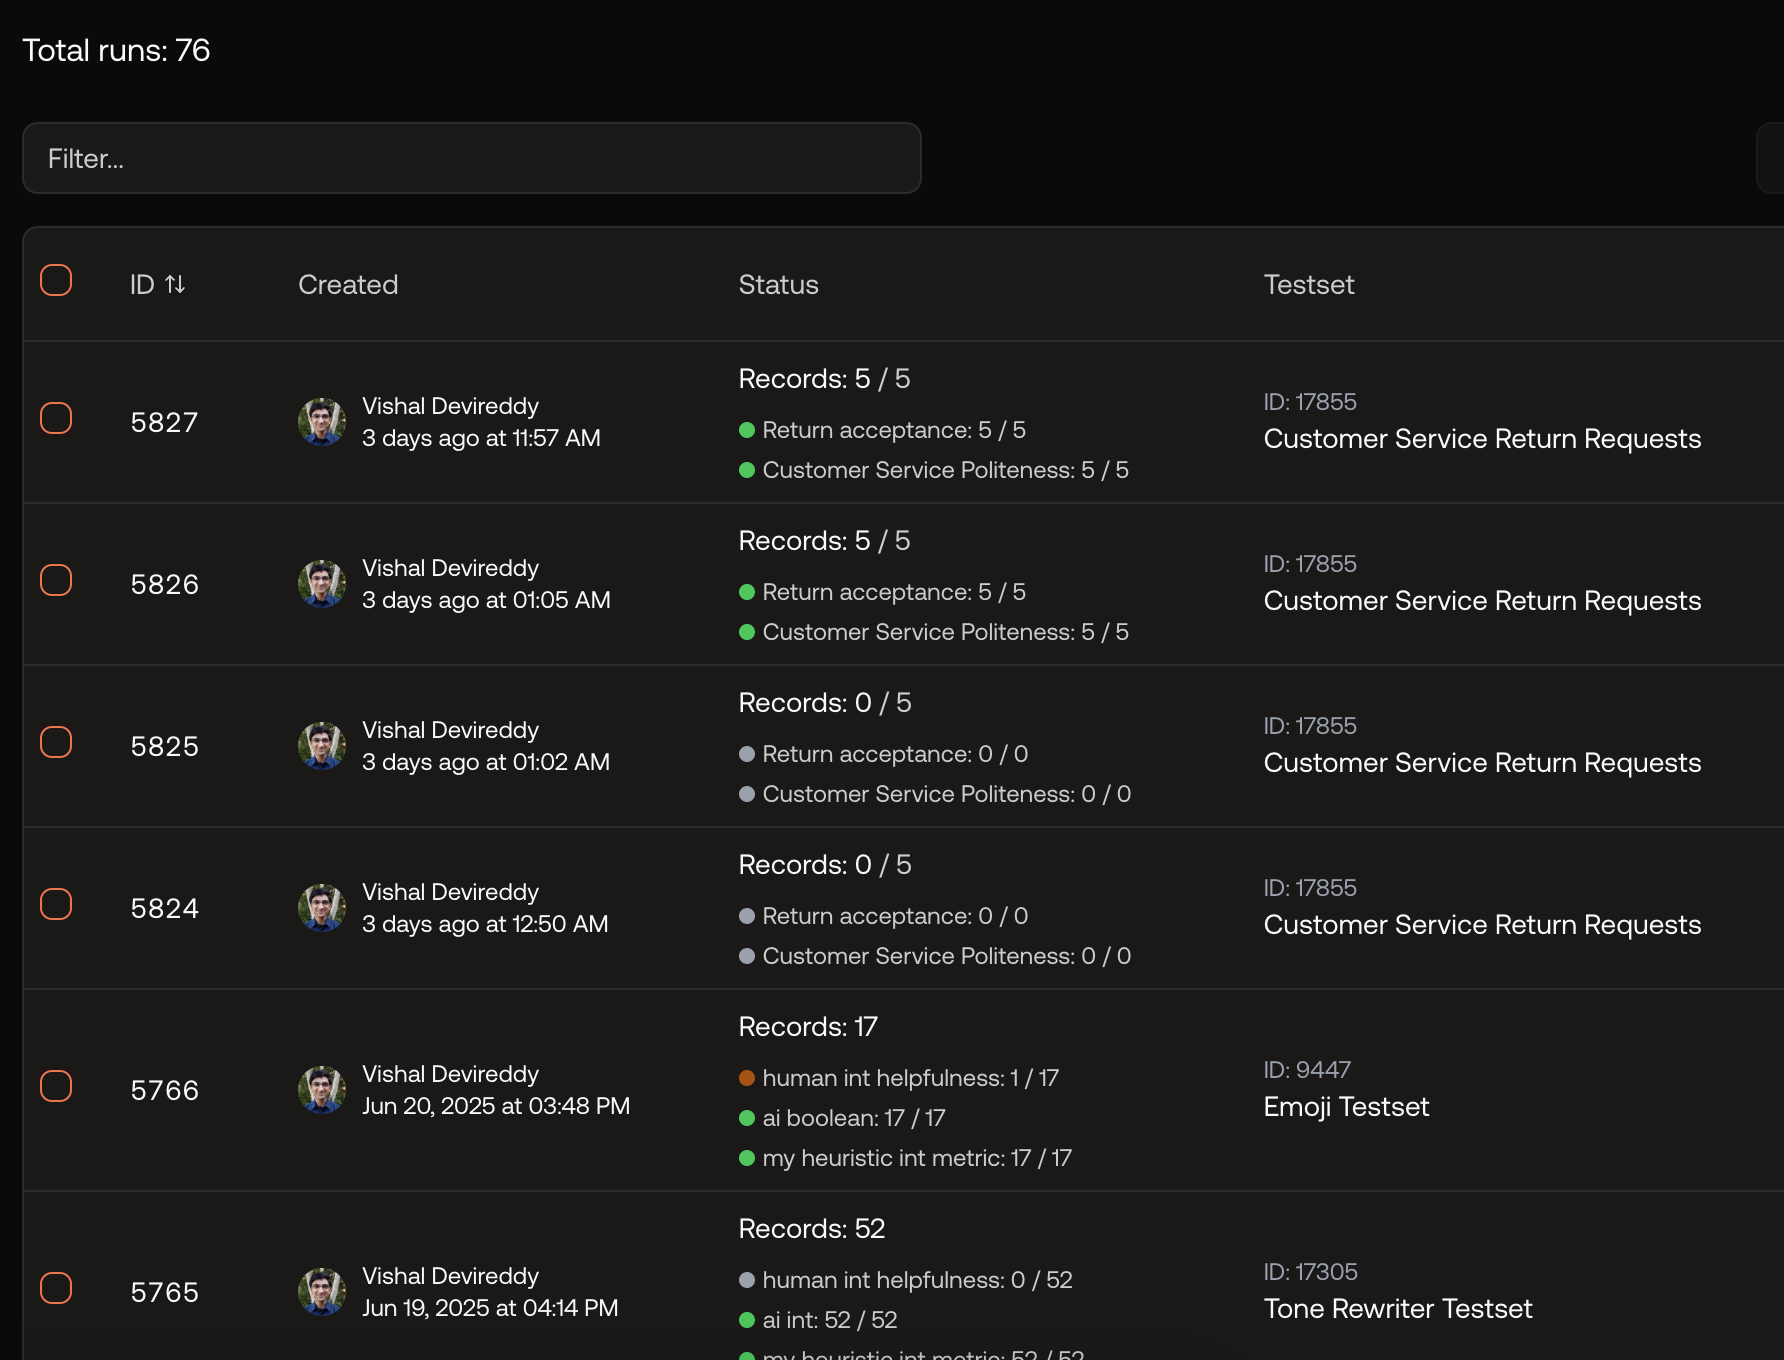 Total runs: 76
Filter...
ID Created Status Testset
5827
Vishal Devireddy
3 days ago at 11:57 AM
Records: 5 / 5
Return acceptance: 5 / 5
Customer Service Politeness: 5 / 5
ID: 17855
Customer Service Return Requests
5826
Vishal Devireddy
3 days ago at 01:05 AM
Records: 5 / 5
Return acceptance: 5 / 5
Customer Service Politeness: 5 / 5
ID: 17855
Customer Service Return Requests
5825
Vishal Devireddy
3 days ago at 01:02 AM
Records: 0 / 5
Return acceptance: 0 / 0
Customer Service Politeness: 0 / 0
ID: 17855
Customer Service Return Requests
5824
Vishal Devireddy
3 days ago at 12:50 AM
Records: 0 / 5
Return acceptance: 0 / 0
Customer Service Politeness: 0 / 0
ID: 17855
Customer Service Return Requests
5766
Vishal Devireddy
Jun 20, 2025 at 03:48 PM
Records: 17
human int helpfulness: 1 / 17
ai boolean: 17 / 17
my heuristic int metric: 17 / 17
ID: 9447
Emoji Testset
5765
Vishal Devireddy
Jun 19, 2025 at 04:14 PM
Records: 52
human int helpfulness: 0 / 52
ai int: 52 / 52
my heuristic int metric: 52 / 52
ID: 17305
Tone Rewriter Testset